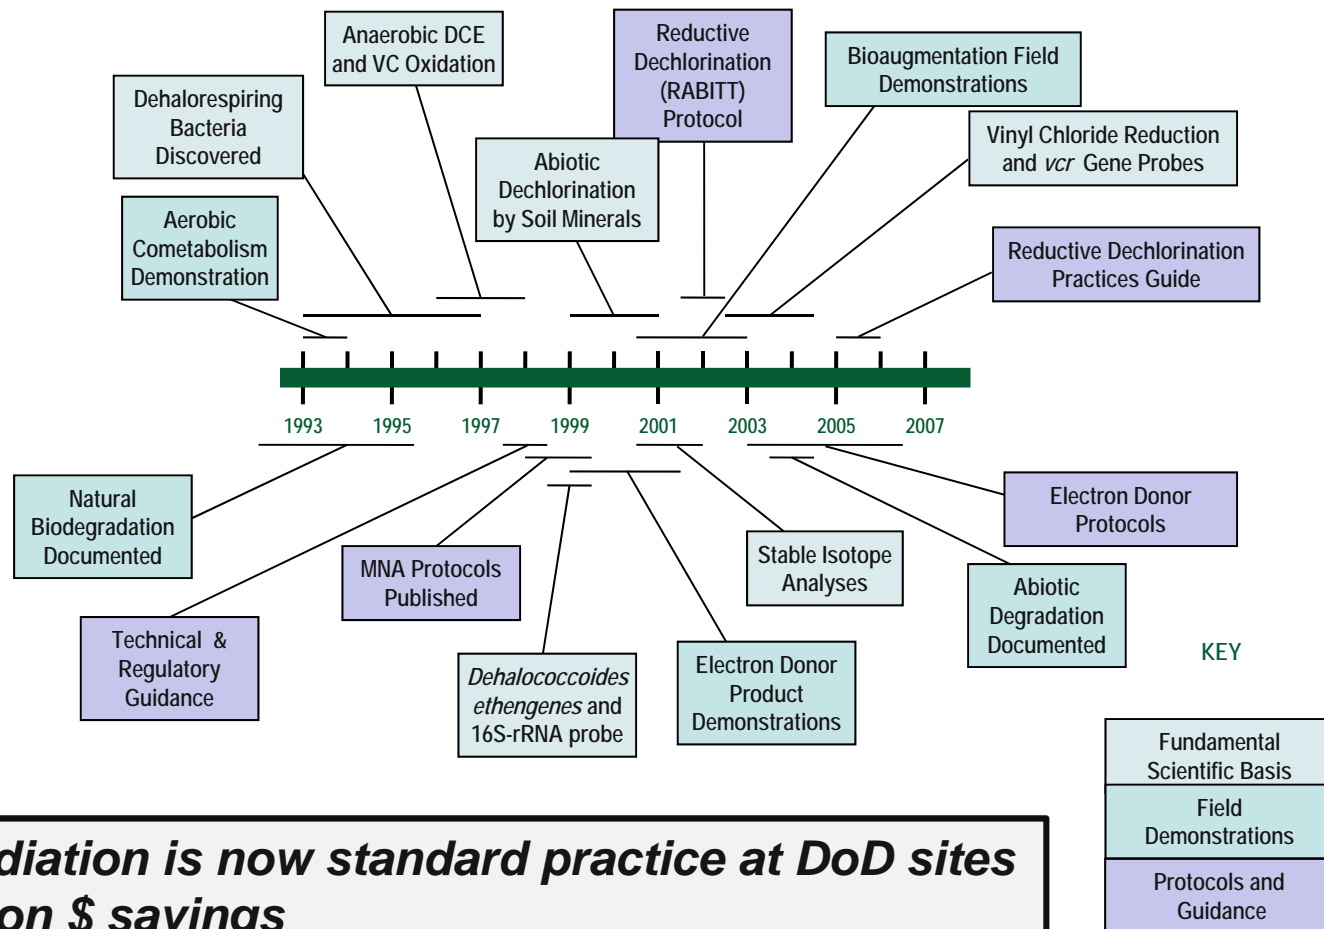 Anaerobic DCE
and VC Oxidation
Reductive
Dechlorination
(RABITT)
Protocol
Bioaugmentation Field
Demonstrations
Dehalorespiring
Bacteria
Discovered
Vinyl Chloride Reduction
and vcr Gene Probes
Abiotic
Dechlorination
by Soil Minerals
Aerobic
Cometabolism
Demonstration
Reductive Dechlorination
Practices Guide
1993
1995
1997
1999
2001
2003
2005
2007
Natural
Biodegradation
Documented
Electron Donor
Protocols
MNA Protocols
Published
Stable Isotope
Analyses
Abiotic
Degradation
Documented
Technical &
Regulatory
Guidance
Dehalococcoides
ethengenes and
16S-rRNA probe
Electron Donor
Product
Demonstrations
KEY
Fundamental
Scientific Basis
Field
Demonstrations
Protocols and
Guidance
diation is now standard practice at DoD sites
on $ savings